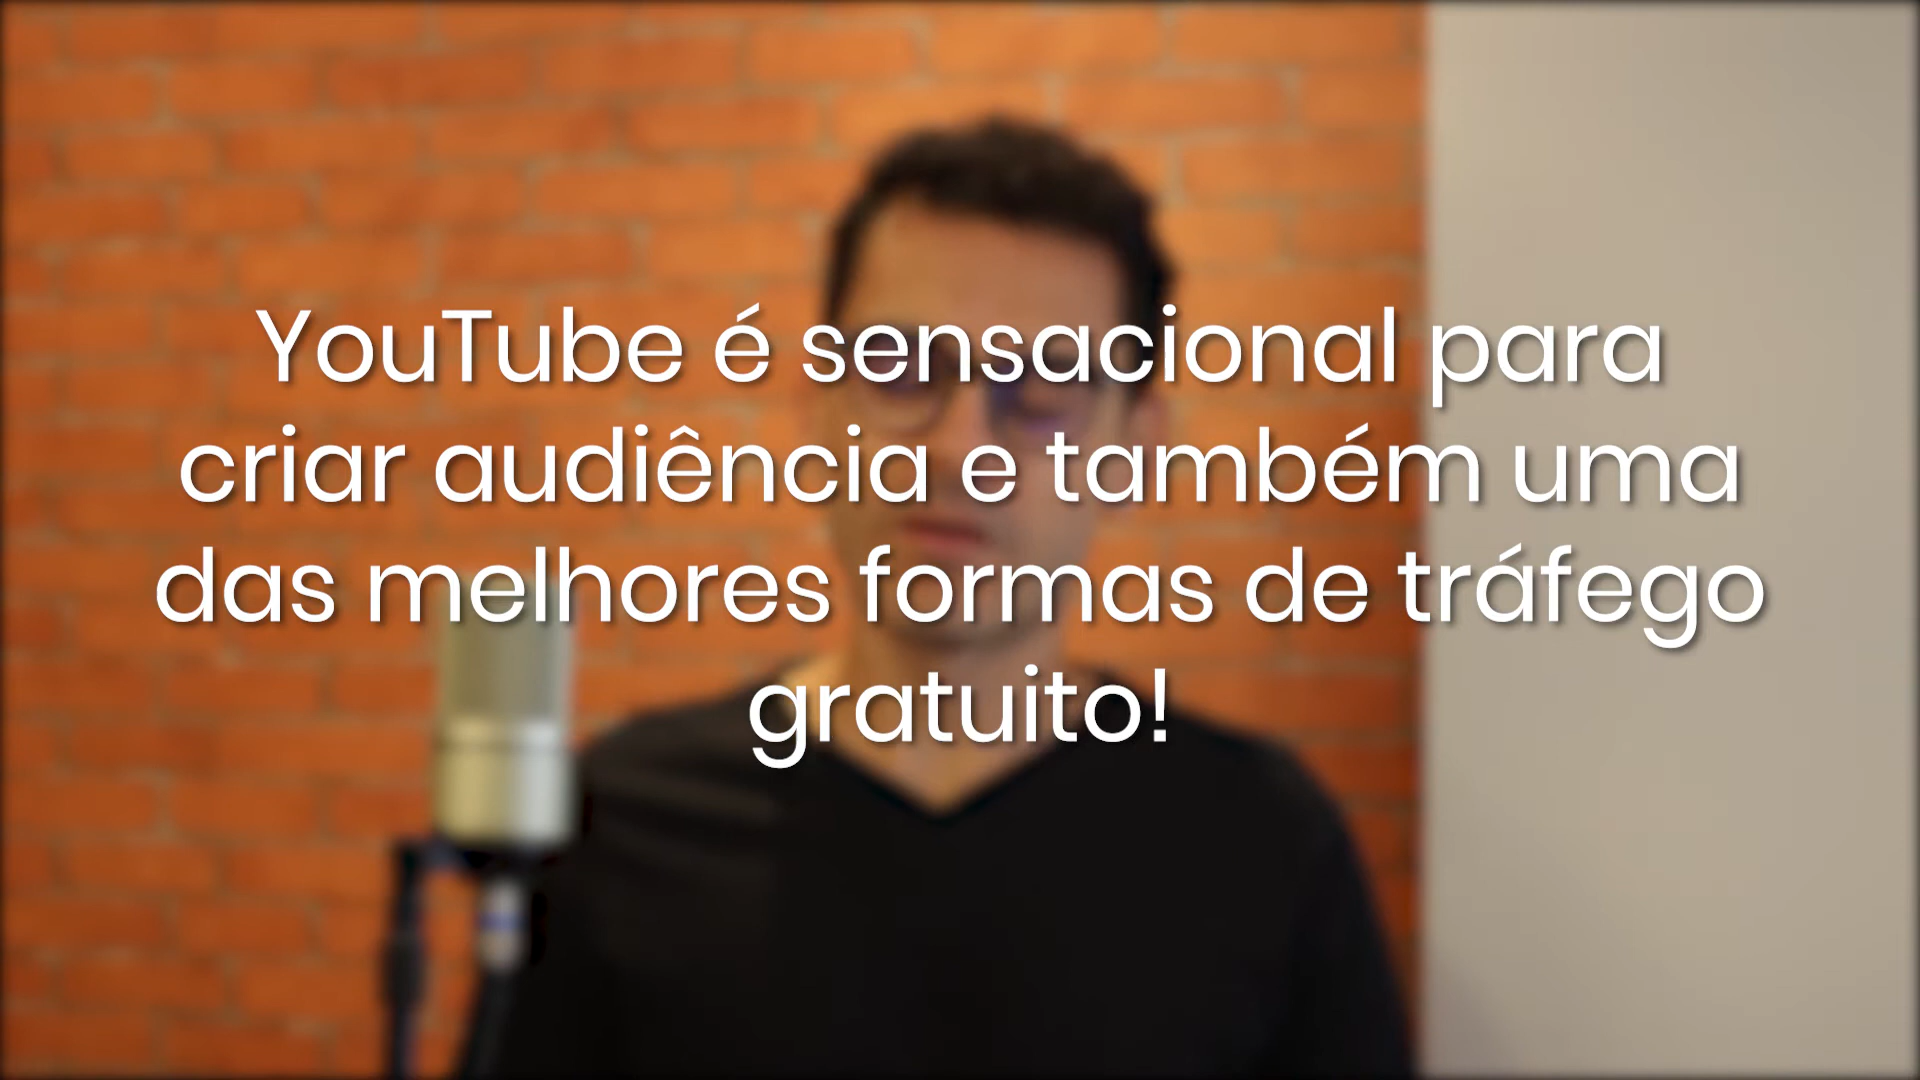 YouTube é sensacional para
criar audiência e também uma
das melhores formas de tráfego
gratuito!